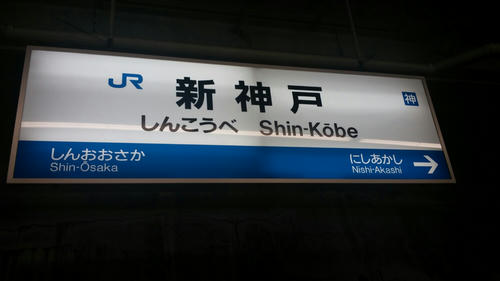 JR 新神戸 神
しんこうべ Shin-Kōbe
しんおおさか にしあかし →
Shin-Ōsaka Nishi-Akashi